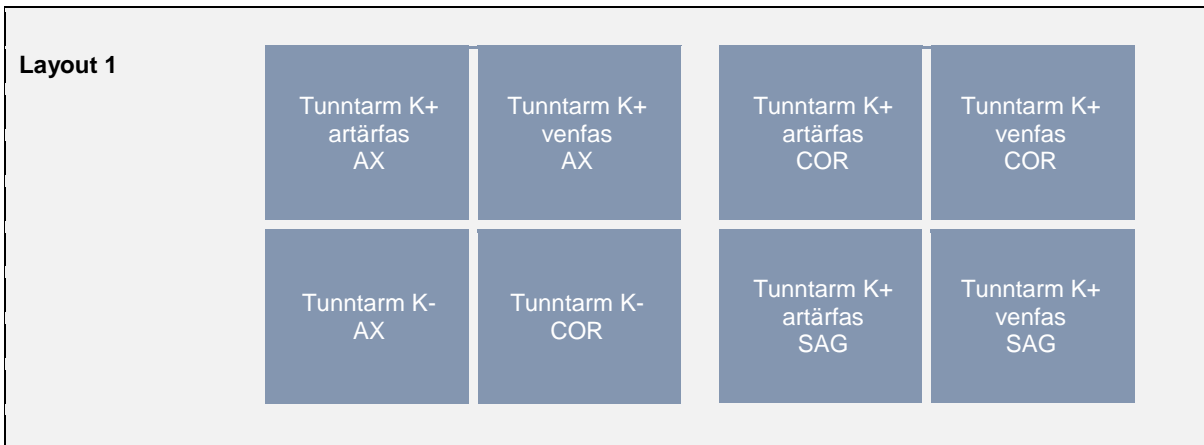 Layout 1
Tunntarm K+
artärfas
AX
Tunntarm K+
venfas
AX
Tunntarm K+
artärfas
COR
Tunntarm K+
venfas
COR
Tunntarm K-
AX
Tunntarm K-
COR
Tunntarm K+
artärfas
SAG
Tunntarm K+
venfas
SAG